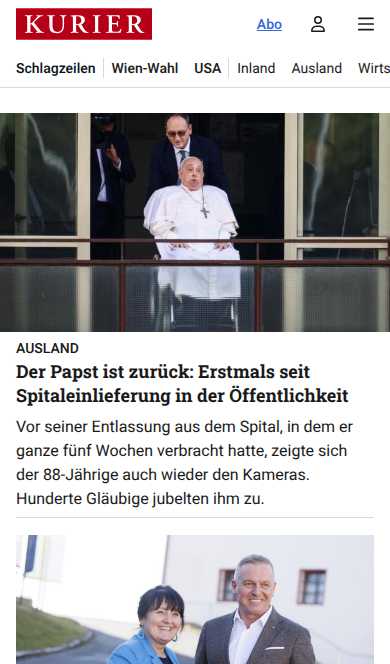 KURIER
Abo
Schlagzeilen Wien-Wahl USA Inland Ausland Wirts
AUSLAND
Der Papst ist zurück: Erstmals seit
Spitaleinlieferung in der Öffentlichkeit
Vor seiner Entlassung aus dem Spital, in dem er
ganze fünf Wochen verbracht hatte, zeigte sich
der 88-Jährige auch wieder den Kameras.
Hunderte Gläubige jubelten ihm zu.